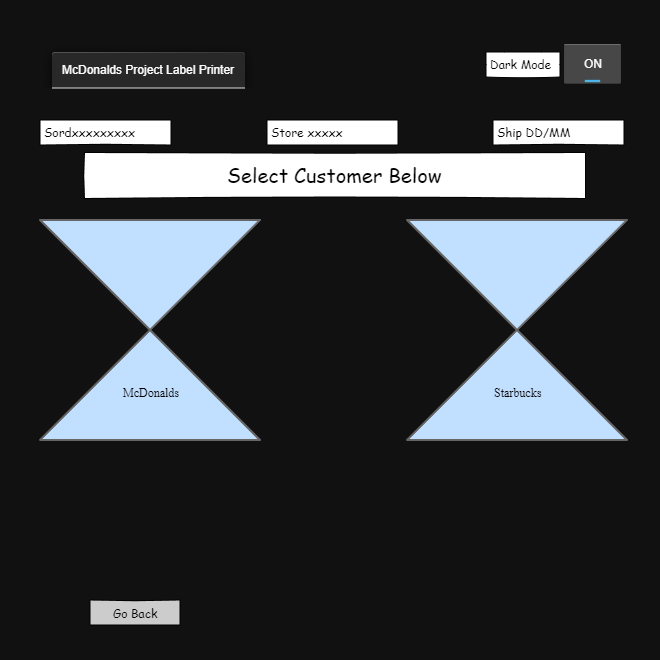 McDonalds Project Label Printer
Dark Mode
ON
Sordxxxxxxxxx
Store xxxxx
Ship DD/MM
Select Customer Below
McDonalds
Starbucks
Go Back